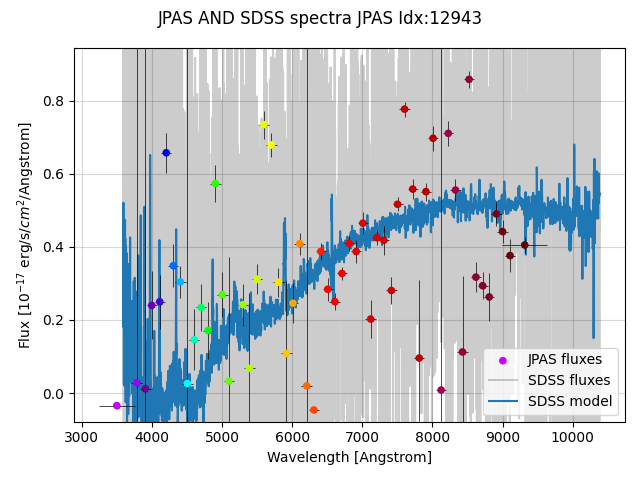 JPAS AND SDSS spectra JPAS Idx:12943
Flux [10⁻¹⁷ erg/s/cm²/Angstrom]
0.8
0.6
0.4
0.2
0.0
JPAS fluxes
SDSS fluxes
SDSS model
3000 4000 5000 6000 7000 8000 9000 10000
Wavelength [Angstrom]